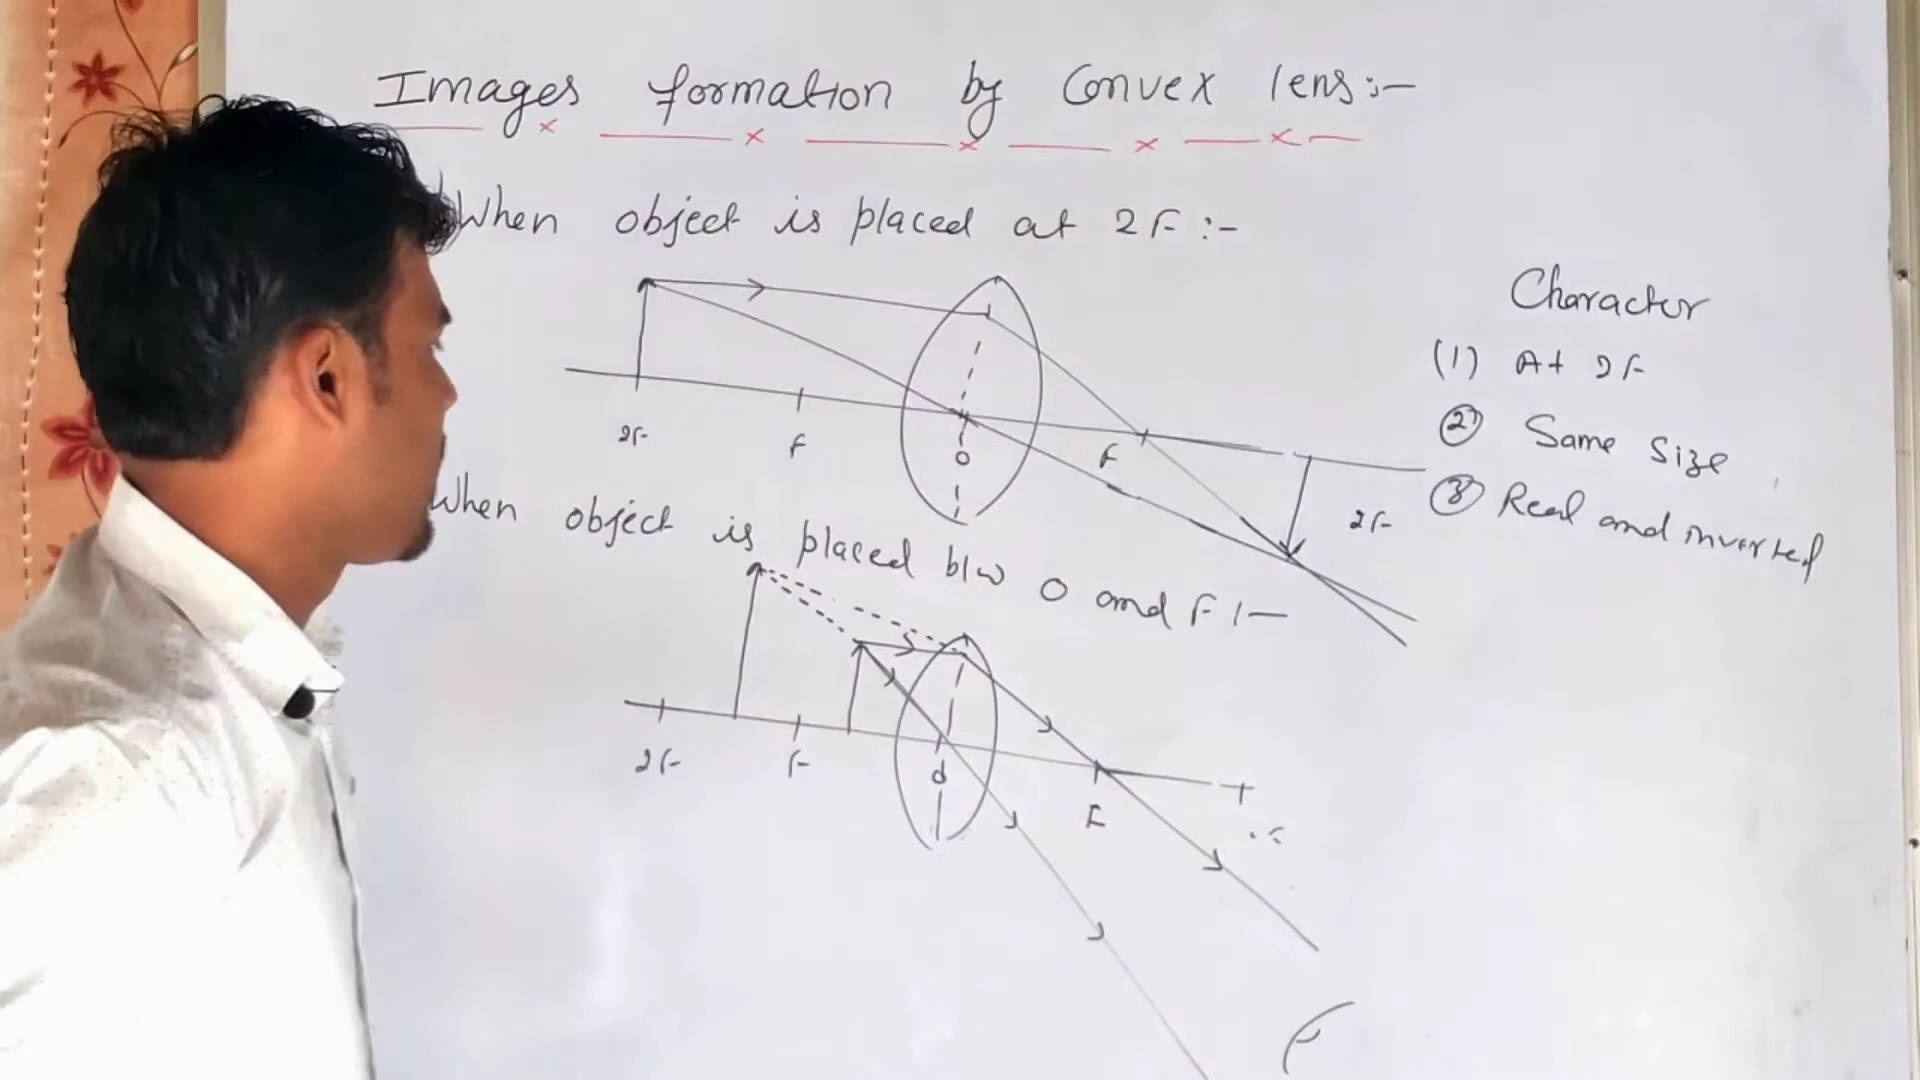 Images formation by Convex lens:-
When object is placed at 2F:-
Character
(1) At 2F
(2) Same Size
(3) Real and inverted
2F F O F 2F
When object is placed b/w O and F :-
2F F O F